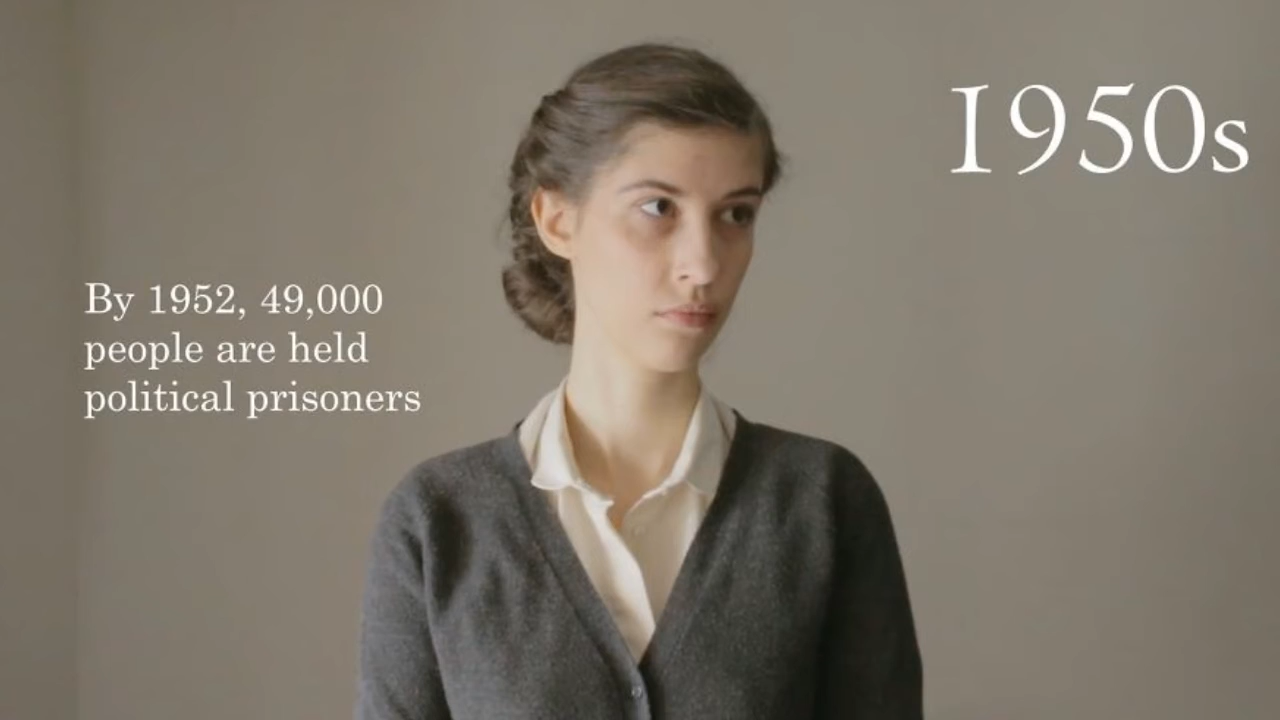 1950s
By 1952, 49,000
people are held
political prisoners